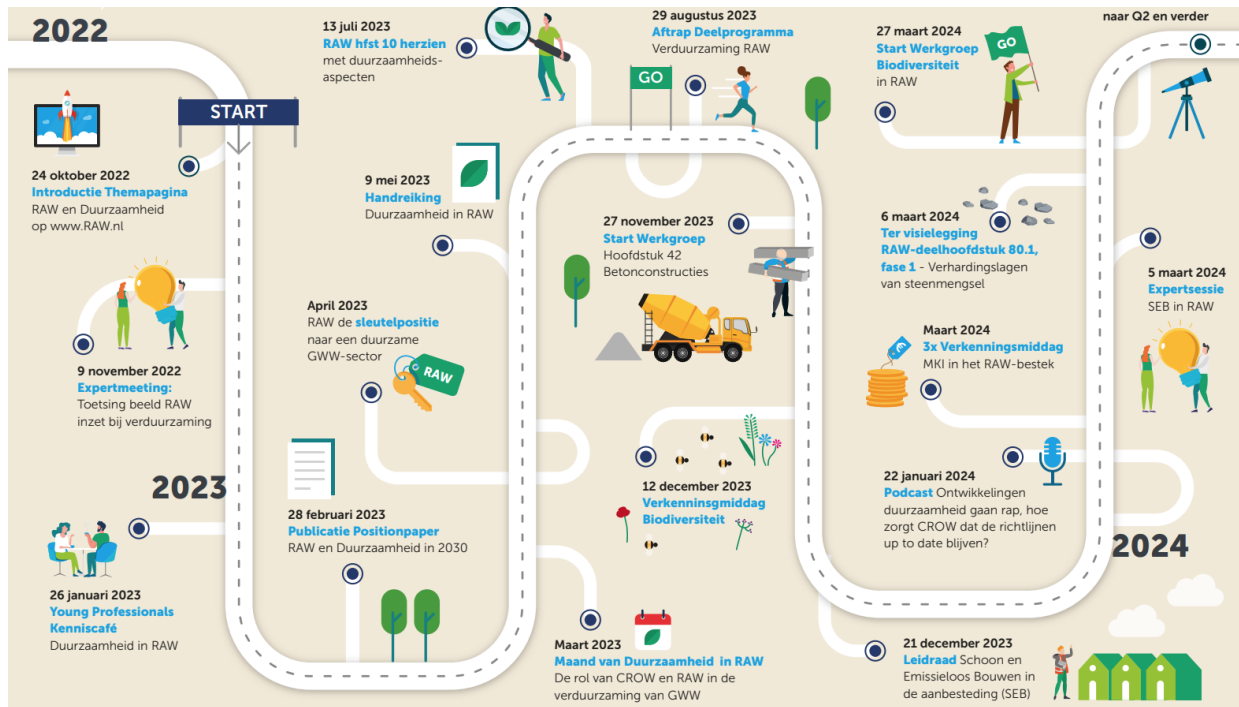 2022
START
24 oktober 2022
Introductie Themapagina
RAW en Duurzaamheid
op www.RAW.nl
9 november 2022
Expertmeeting:
Toetsing beeld RAW
inzet bij verduurzaming
2023
26 januari 2023
Young Professionals
Kenniscafé
Duurzaamheid in RAW
28 februari 2023
Publicatie Positionpaper
RAW en Duurzaamheid in 2030
Maart 2023
Maand van Duurzaamheid in RAW
De rol van CROW en RAW in de
verduurzaming van GWW
April 2023
RAW de sleutelpositie
naar een duurzame
GWW-sector
RAW
9 mei 2023
Handreiking
Duurzaamheid in RAW
13 juli 2023
RAW hfst 10 herzien
met duurzaamheids-
aspecten
29 augustus 2023
Aftrap Deelprogramma
Verduurzaming RAW
GO
27 november 2023
Start Werkgroep
Hoofdstuk 42
Betonconstructies
12 december 2023
Verkenninsgmiddag
Biodiversiteit
21 december 2023
Leidraad Schoon en
Emissieloos Bouwen in
de aanbesteding (SEB)
2024
22 januari 2024
Podcast Ontwikkelingen
duurzaamheid gaan rap, hoe
zorgt CROW dat de richtlijnen
up to date blijven?
Maart 2024
3x Verkenningsmiddag
MKI in het RAW-bestek
€
5 maart 2024
Expertsessie
SEB in RAW
6 maart 2024
Ter visielegging
RAW-deelhoofdstuk 80.1,
fase 1 - Verhardingslagen
van steenmengsel
27 maart 2024
Start Werkgroep
Biodiversiteit
in RAW
GO
naar Q2 en verder